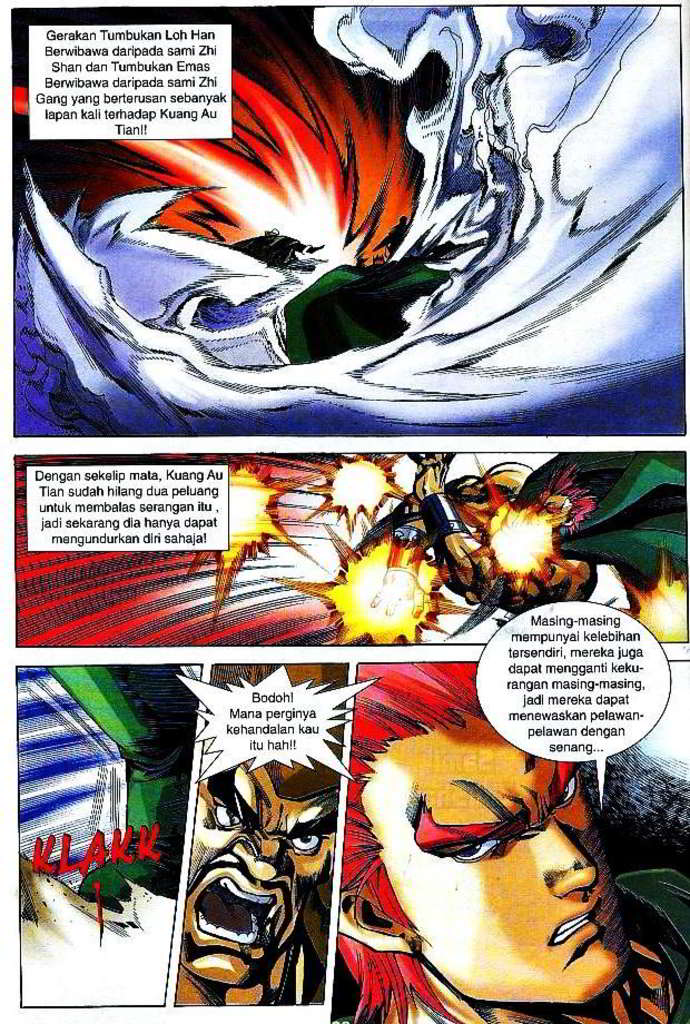 Gerakan Tumbukan Loh Han
Berwibawa daripada sami Zhi
Shan dan Tumbukan Emas
Berwibawa daripada sami Zhi
Gang yang berterusan sebanyak
lapan kali terhadap Kuang Au
Tian!!
Dengan sekelip mata, Kuang Au
Tian sudah hilang dua peluang
untuk membalas serangan itu ,
jadi sekarang dia hanya dapat
mengundurkan diri sahaja!
Masing-masing
mempunyai kelebihan
tersendiri, mereka juga
dapat mengganti keku-
rangan masing-masing,
jadi mereka dapat
menewaskan pelawan-
pelawan dengan
senang...
Bodoh!
Mana perginya
kehandalan kau
itu hah!!
KLAKK
!